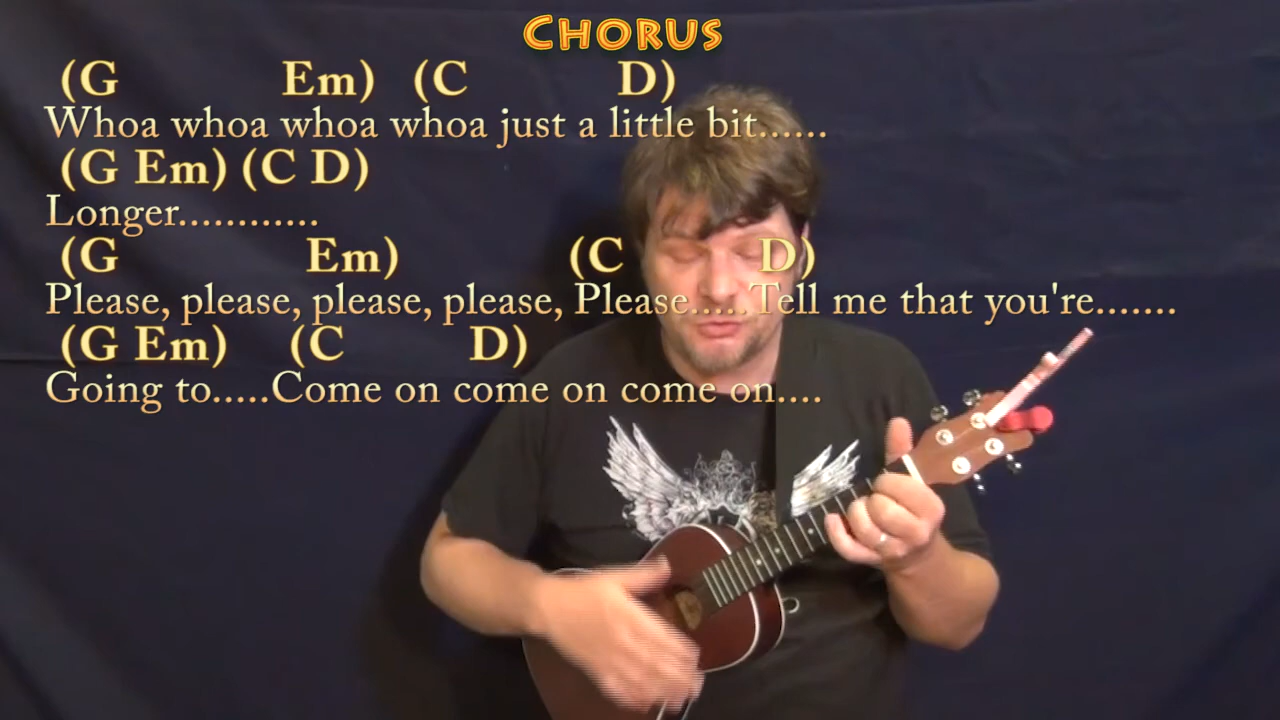 CHORUS
(G Em) (C D)
Whoa whoa whoa whoa just a little bit......
(G Em) (C D)
Longer............
(G Em) (C D)
Please, please, please, please, Please.....Tell me that you're.......
(G Em) (C D)
Going to.....Come on come on come on....